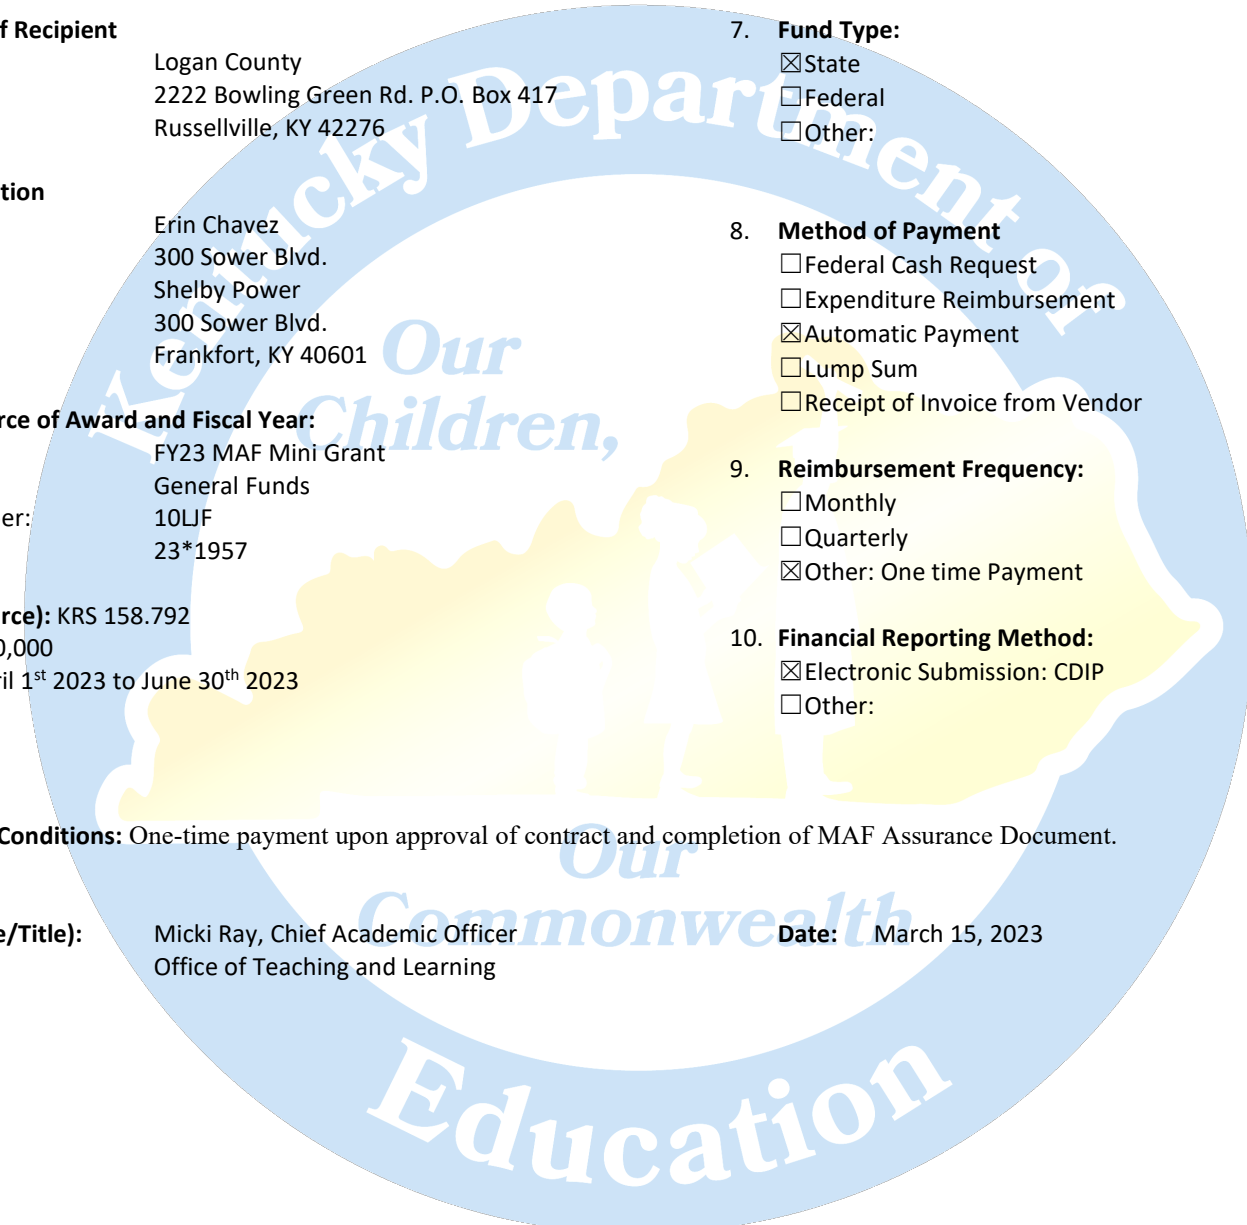 f Recipient
Logan County
2222 Bowling Green Rd. P.O. Box 417
Russellville, KY 42276
tion
Erin Chavez
300 Sower Blvd.
Shelby Power
300 Sower Blvd.
Frankfort, KY 40601
rce of Award and Fiscal Year:
FY23 MAF Mini Grant
General Funds
er: 10LJF
23*1957
rce): KRS 158.792
0,000
ril 1st 2023 to June 30th 2023
7. Fund Type:
☒State
☐Federal
☐Other:
8. Method of Payment
☐Federal Cash Request
☐Expenditure Reimbursement
☒Automatic Payment
☐Lump Sum
☐Receipt of Invoice from Vendor
9. Reimbursement Frequency:
☐Monthly
☐Quarterly
☒Other: One time Payment
10. Financial Reporting Method:
☒Electronic Submission: CDIP
☐Other:
Conditions: One-time payment upon approval of contract and completion of MAF Assurance Document.
e/Title): Micki Ray, Chief Academic Officer Date: March 15, 2023
Office of Teaching and Learning
Kentucky Department of
Education
Our
Children,
Our
Commonwealth